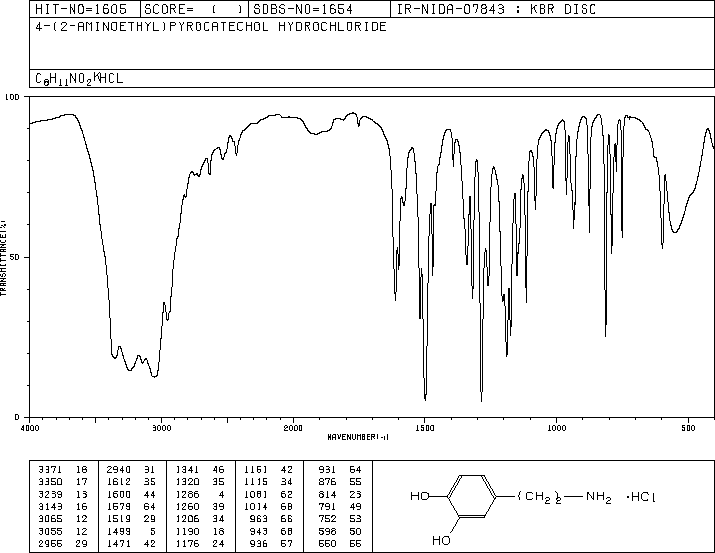 HIT-NO=1605 SCORE= ( ) SDBS-NO=1654 IR-NIDA-07843 : KBR DISC
4-(2-AMINOETHYL)PYROCATECHOL HYDROCHLORIDE
C8H11NO2·HCL
100
50
0
TRANSMITTANCE(%)
4000 3000 2000 1500 1000 500
WAVENUMBER(-1)
3371 18 2940 31 1341 46 1151 42 931 64
3350 17 1612 35 1320 35 1115 34 876 55
3239 13 1600 44 1286 4 1081 62 814 23
3143 16 1579 64 1260 39 1014 68 791 49
3065 12 1519 29 1206 34 963 66 752 53
3055 12 1499 5 1190 18 943 68 598 50
2955 29 1471 42 1176 24 936 57 550 55
HO
HO
(CH2)2 NH2 ·HCl